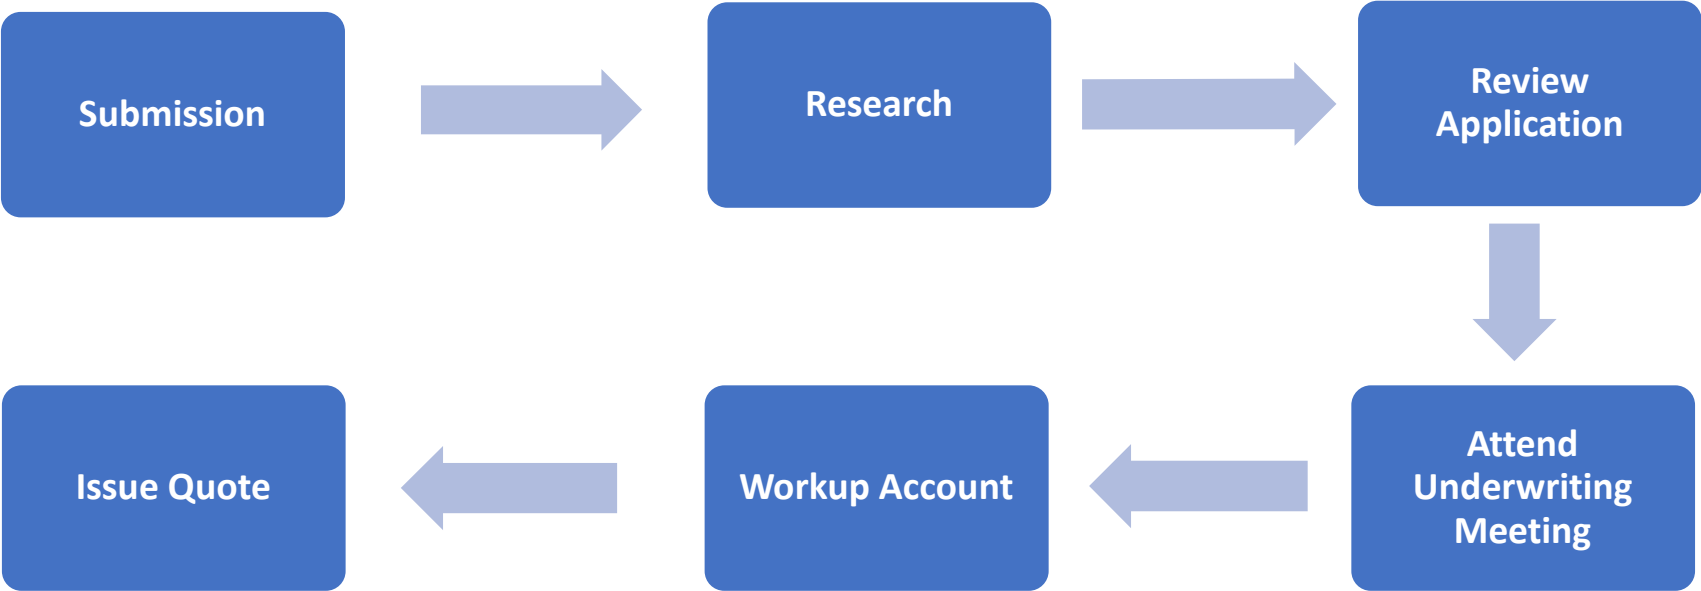 Submission
Research
Review
Application
Attend
Underwriting
Meeting
Workup Account
Issue Quote